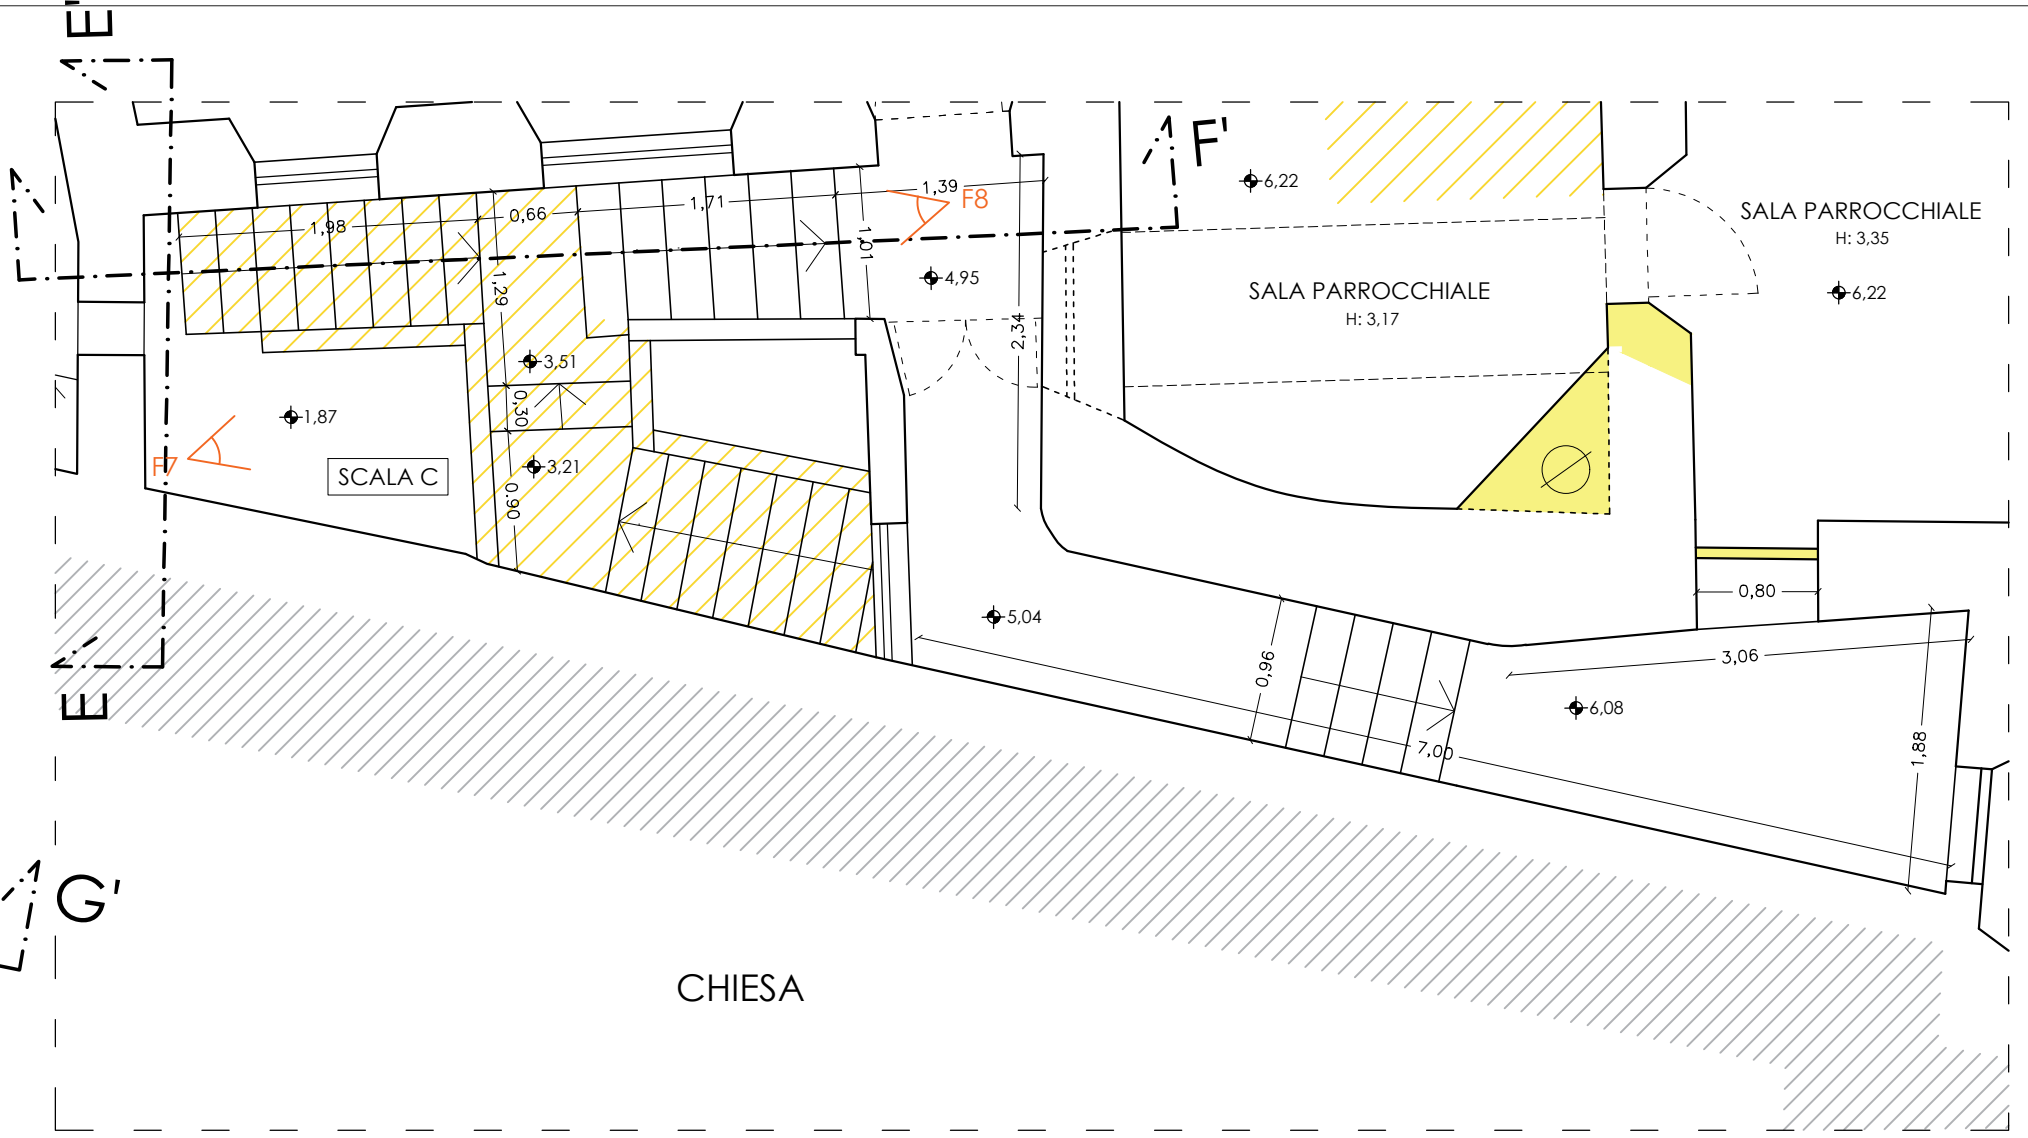 E'
F'
6,22
F8
1,39
1,71
0,66
1,98
1,01
SALA PARROCCHIALE
H: 3,35
6,22
4,95
1,29
SALA PARROCCHIALE
H: 3,17
2,34
3,51
0,30
1,87
F7
SCALA C
3,21
0.90
5,04
0,80
0,96
3,06
6,08
7,00
1,88
E
G'
CHIESA